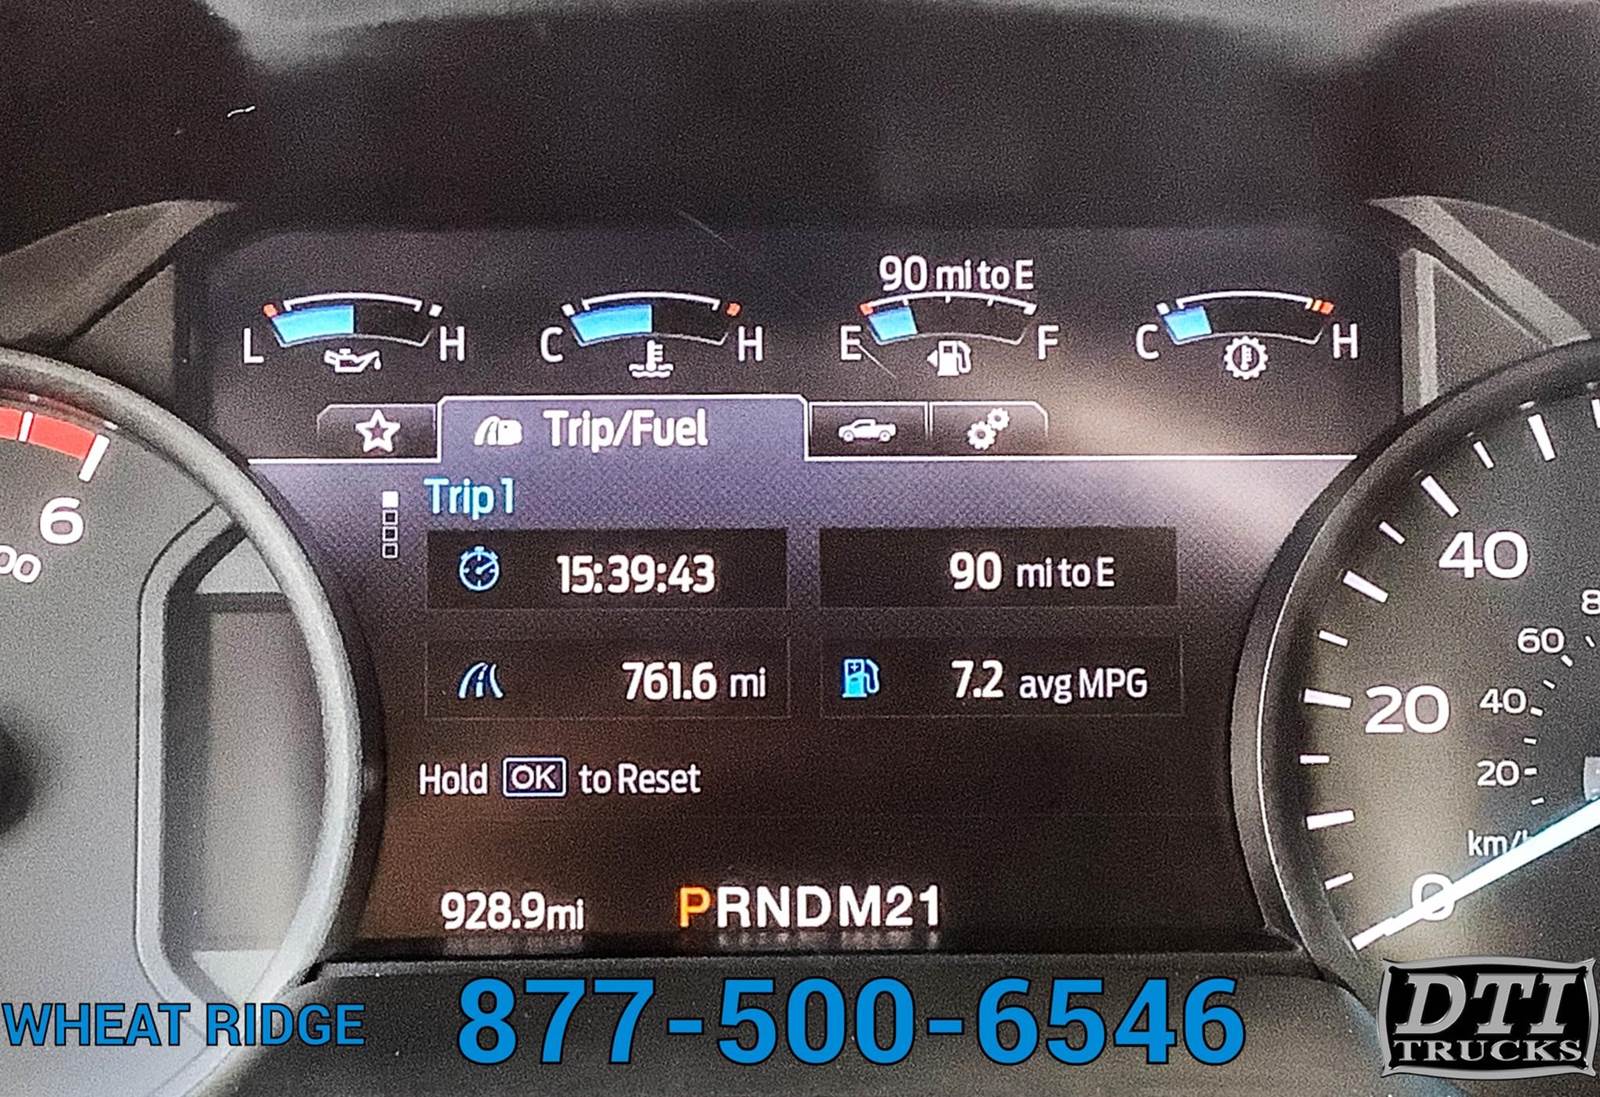 90 mi to E
L H C H E F C H
Trip/Fuel
Trip 1
15:39:43 90 mi to E
761.6 mi 7.2 avg MPG
Hold OK to Reset
928.9mi PRNDM21
6
40
20
0
60
40
20
WHEAT RIDGE 877-500-6546
DTI
TRUCKS